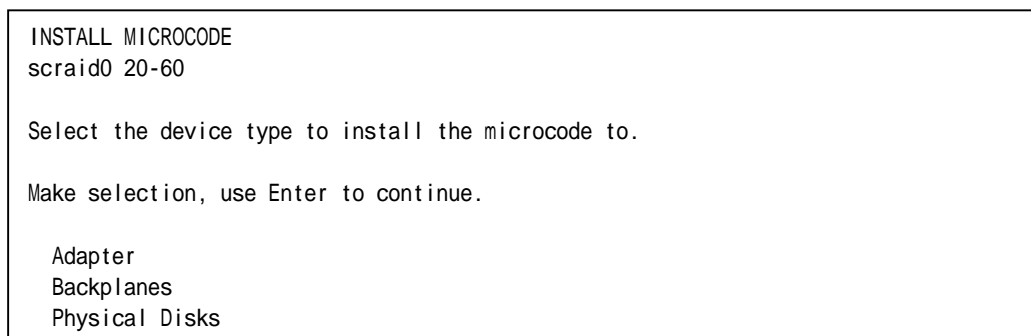 INSTALL MICROCODE
scraid0 20-60
Select the device type to install the microcode to.
Make selection, use Enter to continue.
Adapter
Backplanes
Physical Disks